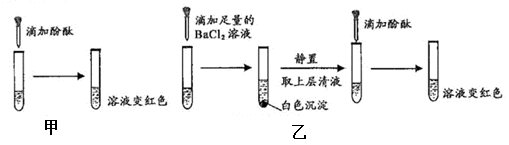 滴加酚酞
溶液变红色
甲
滴加足量的
BaCl₂溶液
白色沉淀
静置
取上层清液
滴加酚酞
溶液变红色
乙